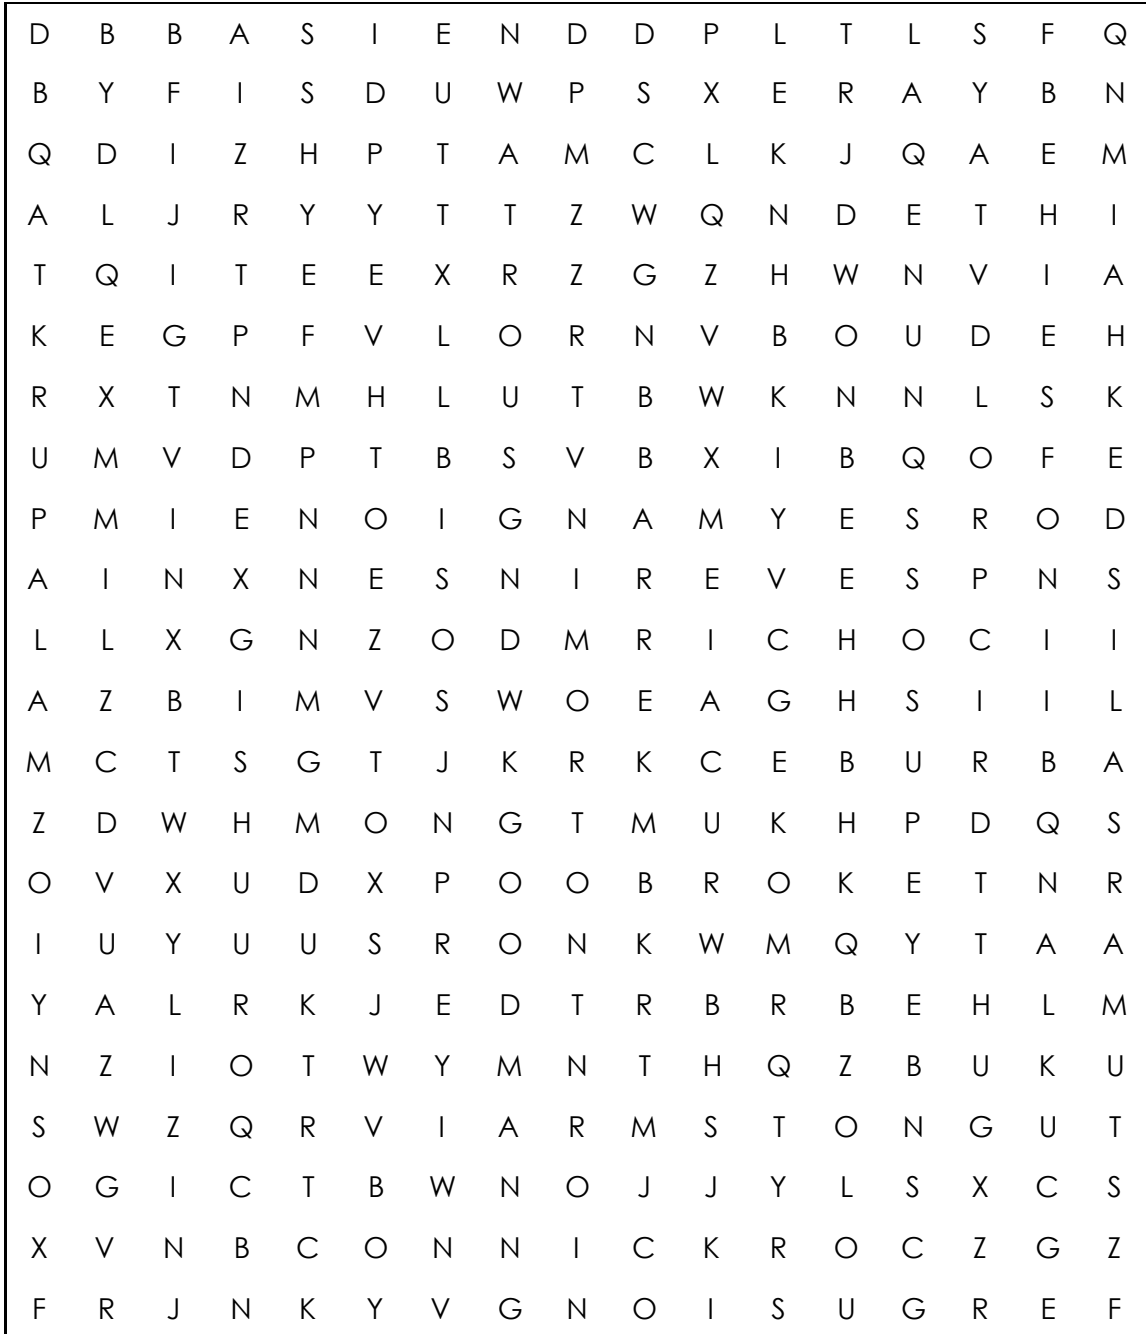 D B B A S I E N D D P L T L S F Q
B Y F I S D U W P S X E R A Y B N
Q D I Z H P T A M C L K J Q A E M
A L J R Y Y T T Z W Q N D E T H I
T Q I T E E X R Z G Z H W N V I A
K E G P F V L O R N V B O U D E H
R X T N M H L U T B W K N N L S K
U M V D P T B S V B X I B Q O F E
P M I E N O I G N A M Y E S R O D
A I N X N E S N I R E V E S P N S
L L X G N Z O D M R I C H O C I I
A Z B I M V S W O E A G H S I I L
M C T S G T J K R K C E B U R B A
Z D W H M O N G T M U K H P D Q S
O V X U D X P O O B R O K E T N R
I U Y U U S R O N K W M Q Y T A A
Y A L R K J E D T R B R B E H L M
N Z I O T W Y M N T H Q Z B U K U
S W Z Q R V I A R M S T O N G U T
O G I C T B W N O J J Y L S X C S
X V N B C O N N I C K R O C Z G Z
F R J N K Y V G N O I S U G R E F